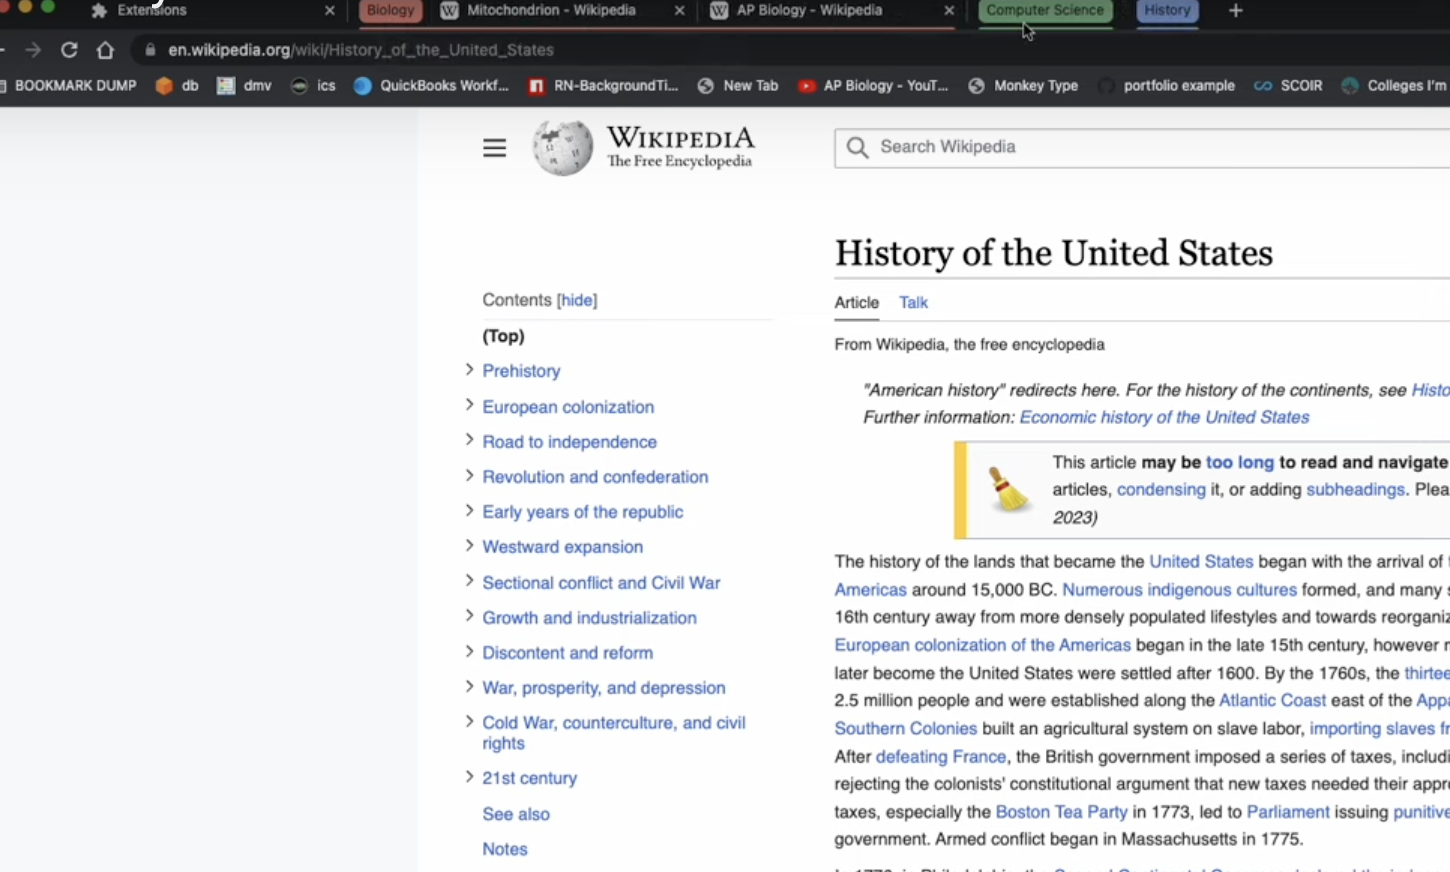 Extensions
Biology
Mitochondrion - Wikipedia
AP Biology - Wikipedia
Computer Science
History
en.wikipedia.org/wiki/History_of_the_United_States
BOOKMARK DUMP
db
dmv
ics
QuickBooks Workf...
RN-BackgroundTi...
New Tab
AP Biology - YouT...
Monkey Type
portfolio example
SCOIR
Colleges I'm
WIKIPEDIA
The Free Encyclopedia
Search Wikipedia
History of the United States
Article Talk
From Wikipedia, the free encyclopedia
Contents [hide]
(Top)
Prehistory
European colonization
Road to independence
Revolution and confederation
Early years of the republic
Westward expansion
Sectional conflict and Civil War
Growth and industrialization
Discontent and reform
War, prosperity, and depression
Cold War, counterculture, and civil
rights
21st century
See also
Notes
"American history" redirects here. For the history of the continents, see Histo
Further information: Economic history of the United States
This article may be too long to read and navigate
articles, condensing it, or adding subheadings. Plea
2023)
The history of the lands that became the United States began with the arrival of
Americas around 15,000 BC. Numerous indigenous cultures formed, and many s
16th century away from more densely populated lifestyles and towards reorganiz
European colonization of the Americas began in the late 15th century, however
later become the United States were settled after 1600. By the 1760s, the thirtee
2.5 million people and were established along the Atlantic Coast east of the Appa
Southern Colonies built an agricultural system on slave labor, importing slaves fr
After defeating France, the British government imposed a series of taxes, includi
rejecting the colonists' constitutional argument that new taxes needed their appro
taxes, especially the Boston Tea Party in 1773, led to Parliament issuing punitive
government. Armed conflict began in Massachusetts in 1775.